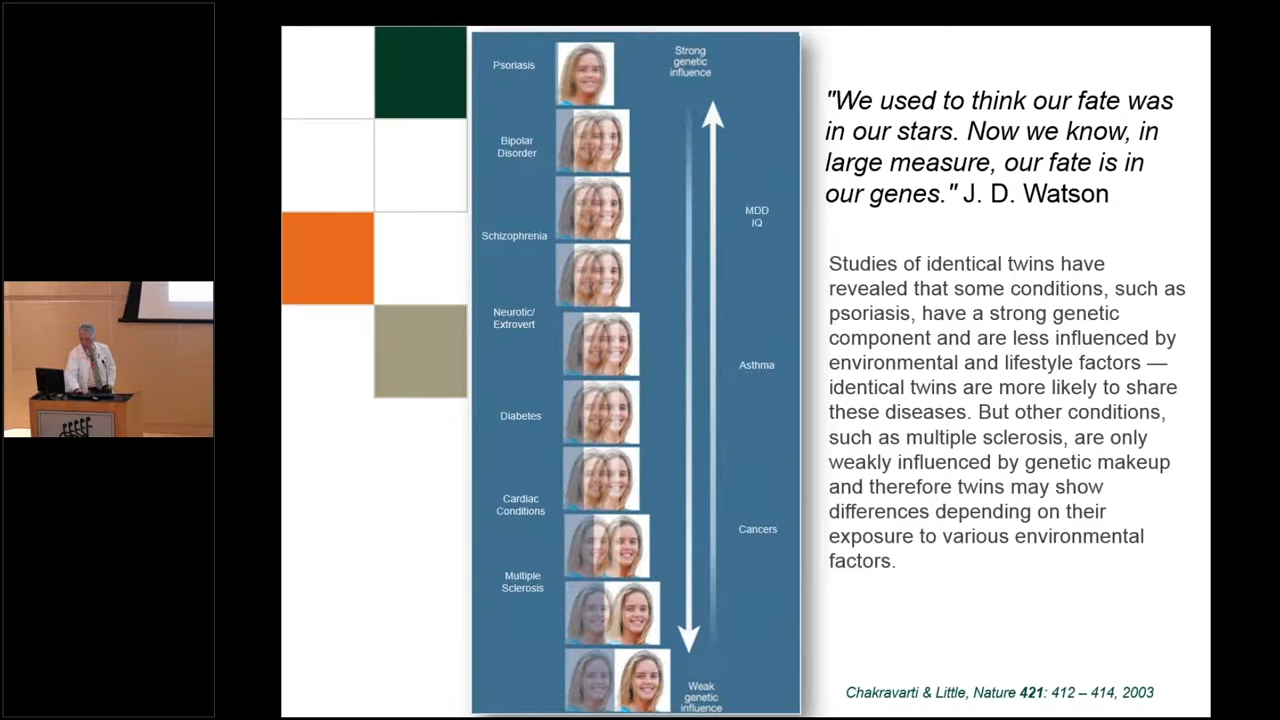 Psoriasis
Bipolar
Disorder
Schizophrenia
Neurotic/
Extrovert
Diabetes
Cardiac
Conditions
Multiple
Sclerosis
Strong
genetic
influence
MDD
IQ
Asthma
Cancers
Weak
genetic
influence
"We used to think our fate was
in our stars. Now we know, in
large measure, our fate is in
our genes." J. D. Watson
Studies of identical twins have
revealed that some conditions, such as
psoriasis, have a strong genetic
component and are less influenced by
environmental and lifestyle factors —
identical twins are more likely to share
these diseases. But other conditions,
such as multiple sclerosis, are only
weakly influenced by genetic makeup
and therefore twins may show
differences depending on their
exposure to various environmental
factors.
Chakravarti & Little, Nature 421: 412 – 414, 2003